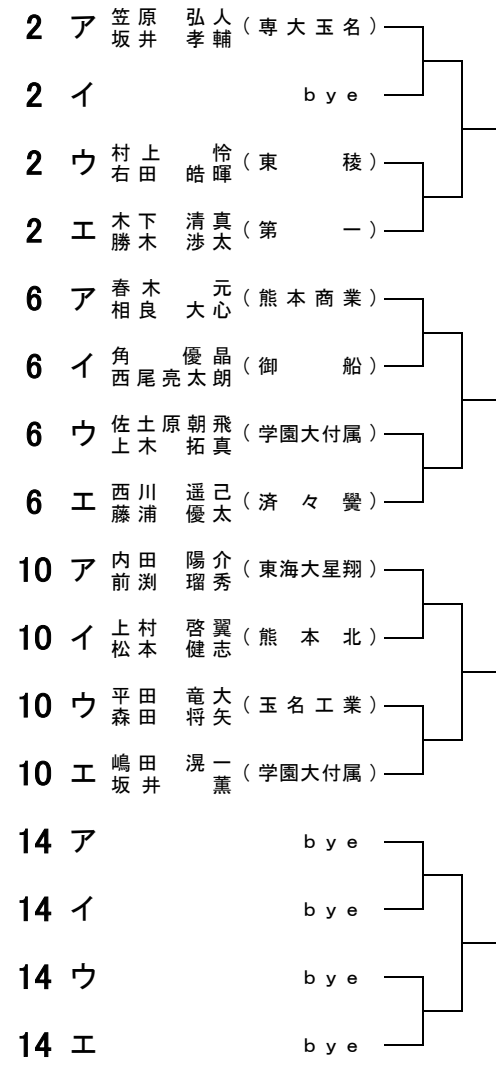 2 ア 笠原 弘人 (専大玉名)
坂井 孝輔
2 イ bye
2 ウ 村上 怜 (東 稜)
右田 皓暉
2 エ 木下 清真 (第 一)
勝木 渉太
6 ア 春木 元 (熊本商業)
相良 大心
6 イ 角 優晶 (御 船)
西尾亮太朗
6 ウ 佐土原朝飛 (学園大付属)
上木 拓真
6 エ 西川 遥己 (済々黌)
藤浦 優太
10 ア 内田 陽介 (東海大星翔)
前渕 瑠秀
10 イ 上村 啓翼 (熊本北)
松本 健志
10 ウ 平田 竜大 (玉名工業)
森田 将矢
10 エ 嶋田 滉一 (学園大付属)
坂井 薫
14 ア bye
14 イ bye
14 ウ bye
14 エ bye